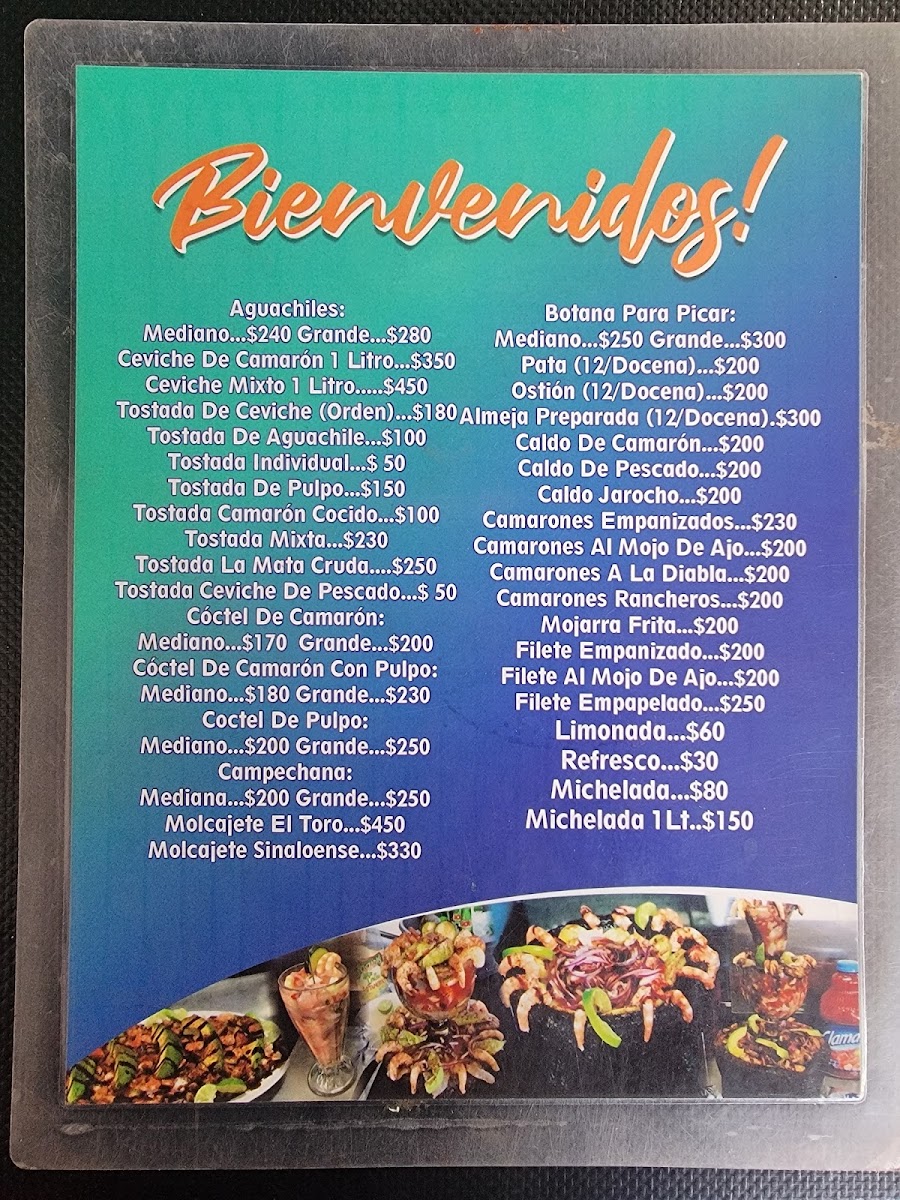 Bienvenidos!
Aguachiles:
Mediano...$240 Grande...$280
Ceviche De Camarón 1 Litro...$350
Ceviche Mixto 1 Litro.....$450
Tostada De Ceviche (Orden)...$180
Tostada De Aguachile...$100
Tostada Individual...$ 50
Tostada De Pulpo...$150
Tostada Camarón Cocido...$100
Tostada Mixta...$230
Tostada La Mata Cruda....$250
Tostada Ceviche De Pescado...$ 50
Cóctel De Camarón:
Mediano...$170 Grande...$200
Cóctel De Camarón Con Pulpo:
Mediano...$180 Grande...$230
Coctel De Pulpo:
Mediano...$200 Grande...$250
Campechana:
Mediana...$200 Grande...$250
Molcajete El Toro...$450
Molcajete Sinaloense...$330
Botana Para Picar:
Mediano...$250 Grande...$300
Pata (12/Docena)...$200
Ostión (12/Docena)...$200
Almeja Preparada (12/Docena).$300
Caldo De Camarón...$200
Caldo De Pescado...$200
Caldo Jarocho...$200
Camarones Empanizados...$230
Camarones Al Mojo De Ajo...$200
Camarones A La Diabla...$200
Camarones Rancheros...$200
Mojarra Frita...$200
Filete Empanizado...$200
Filete Al Mojo De Ajo...$200
Filete Empapelado...$250
Limonada...$60
Refresco...$30
Michelada...$80
Michelada 1Lt..$150
Clama